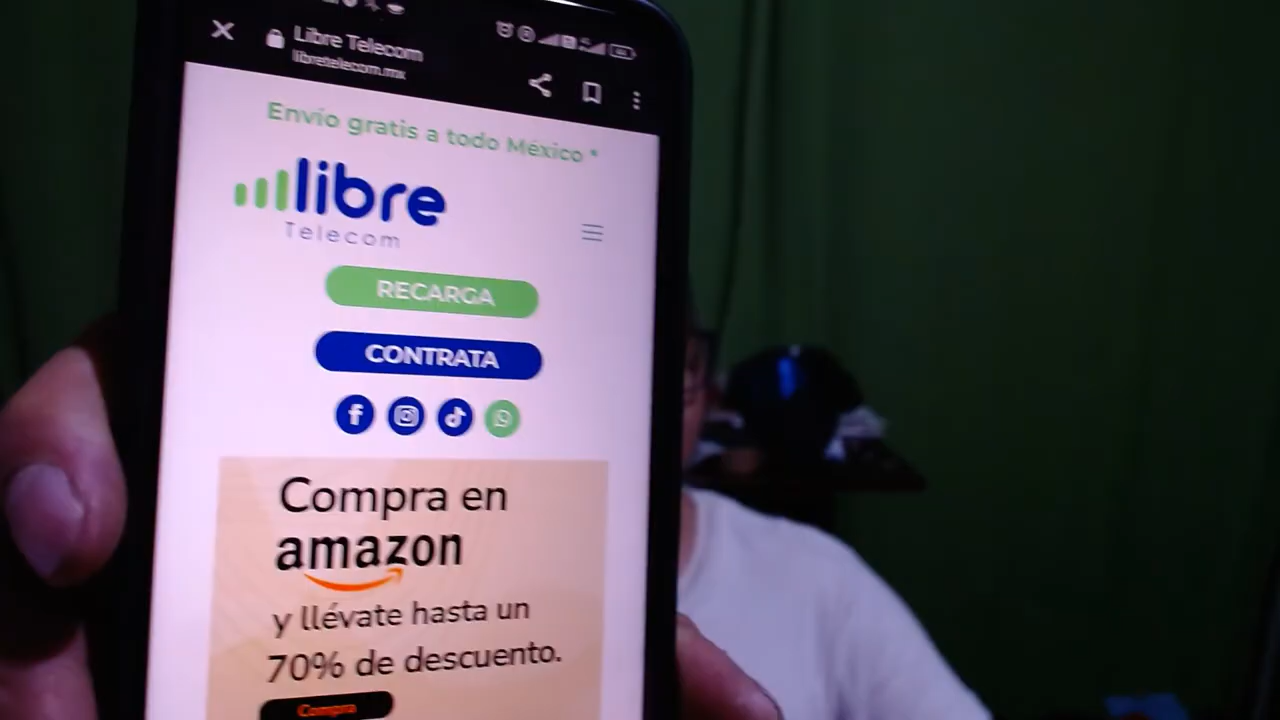 Libre Telecom
libretelecom.mx
Envío gratis a todo México *
libre
Telecom
RECARGA
CONTRATA
Compra en
amazon
y llévate hasta un
70% de descuento.
Compra